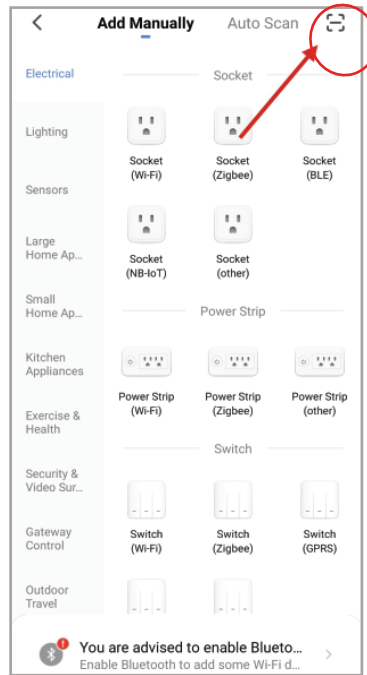 Add Manually Auto Scan
Electrical
Socket
Lighting
Socket
(Wi-Fi)
Socket
(Zigbee)
Socket
(BLE)
Sensors
Large
Home Ap...
Socket
(NB-IoT)
Socket
(other)
Small
Home Ap...
Power Strip
Kitchen
Appliances
Power Strip
(Wi-Fi)
Power Strip
(Zigbee)
Power Strip
(other)
Exercise &
Health
Switch
Security &
Video Sur...
Gateway
Control
Switch
(Wi-Fi)
Switch
(Zigbee)
Switch
(GPRS)
Outdoor
Travel
You are advised to enable Blueto...
Enable Bluetooth to add some Wi-Fi d...